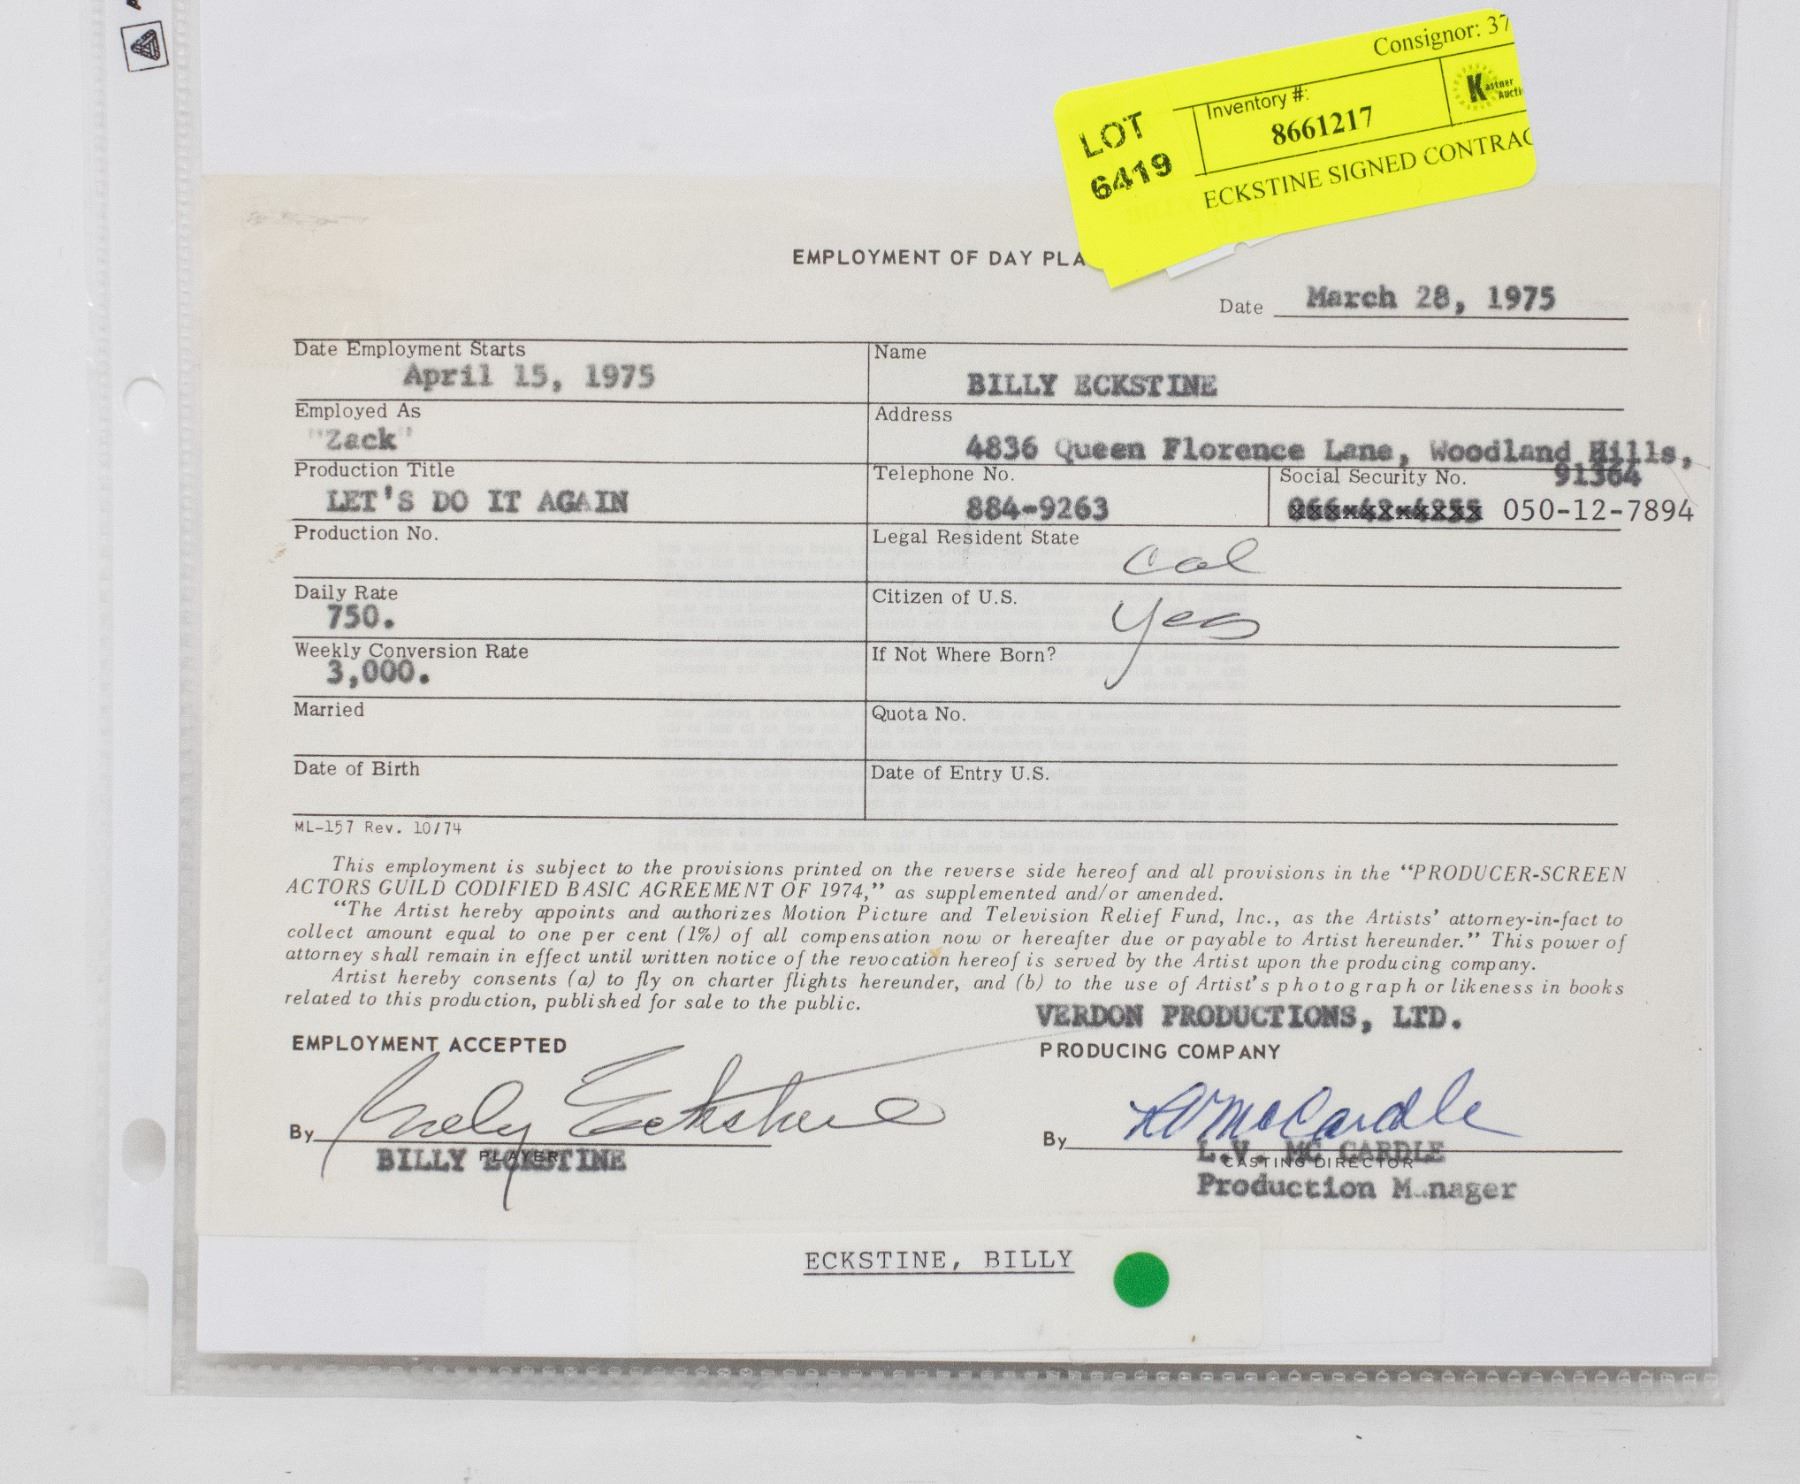 Consignor: 37
LOT
6419
Inventory #:
8661217
Kastner
Aucti
ECKSTINE SIGNED CONTRAC
EMPLOYMENT OF DAY PLA
Date March 28, 1975
Date Employment Starts
April 15, 1975
Name
BILLY ECKSTINE
Employed As
"Zack"
Address
4836 Queen Florence Lane, Woodland Hills,
91364
Production Title
LET'S DO IT AGAIN
Telephone No.
884-9263
Social Security No.
050-12-7894
Production No.
Legal Resident State
Cal
Daily Rate
750.
Citizen of U.S.
Yes
Weekly Conversion Rate
3,000.
If Not Where Born?
Married
Quota No.
Date of Birth
Date of Entry U.S.
ML-157 Rev. 10/74
This employment is subject to the provisions printed on the reverse side hereof and all provisions in the “PRODUCER-SCREEN
ACTORS GUILD CODIFIED BASIC AGREEMENT OF 1974,” as supplemented and/or amended.
“The Artist hereby appoints and authorizes Motion Picture and Television Relief Fund, Inc., as the Artists’ attorney-in-fact to
collect amount equal to one per cent (1%) of all compensation now or hereafter due or payable to Artist hereunder.” This power of
attorney shall remain in effect until written notice of the revocation hereof is served by the Artist upon the producing company.
Artist hereby consents (a) to fly on charter flights hereunder, and (b) to the use of Artist's photograph or likeness in books
related to this production, published for sale to the public.
VERDON PRODUCTIONS, LTD.
EMPLOYMENT ACCEPTED
PRODUCING COMPANY
By Billy Eckstine
PLAYER
BILLY ECKSTINE
By LV McCardle
L.V. MC CARDLE
CASTING DIRECTOR
Production M nager
ECKSTINE, BILLY